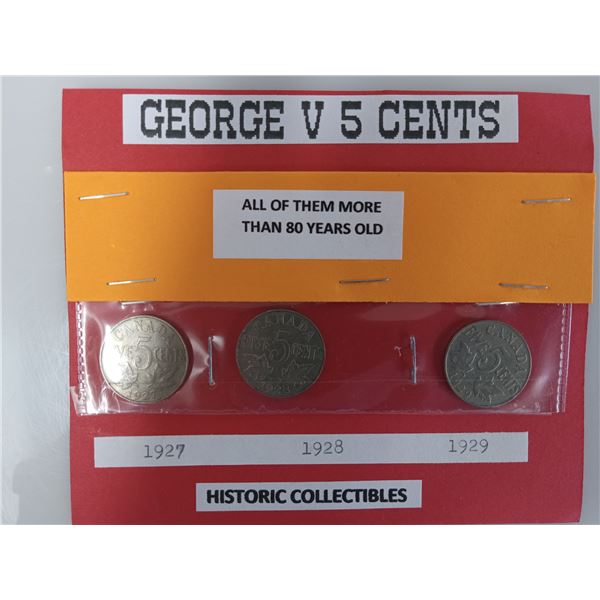 GEORGE V 5 CENTS
ALL OF THEM MORE
THAN 80 YEARS OLD
CANADA
5 CENTS
CANADA
5 CENTS
CANADA
5 CENTS
1927
1928
1929
HISTORIC COLLECTIBLES